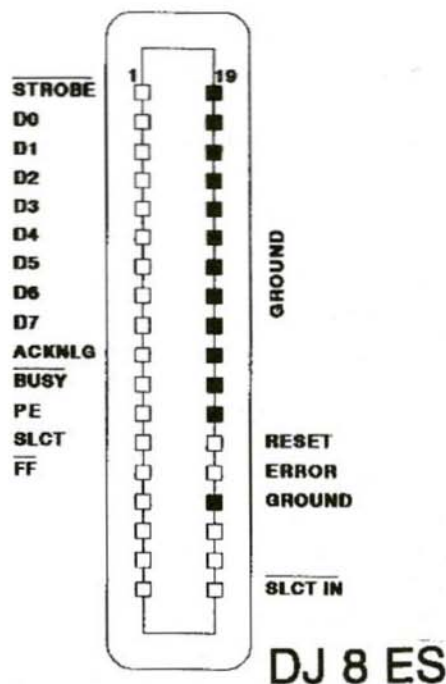 1 19
STROBE
D0
D1
D2
D3
D4
D5
D6
D7
ACKNLG
BUSY
PE
SLCT
FF
GROUND
RESET
ERROR
GROUND
SLCT IN
DJ 8 ES